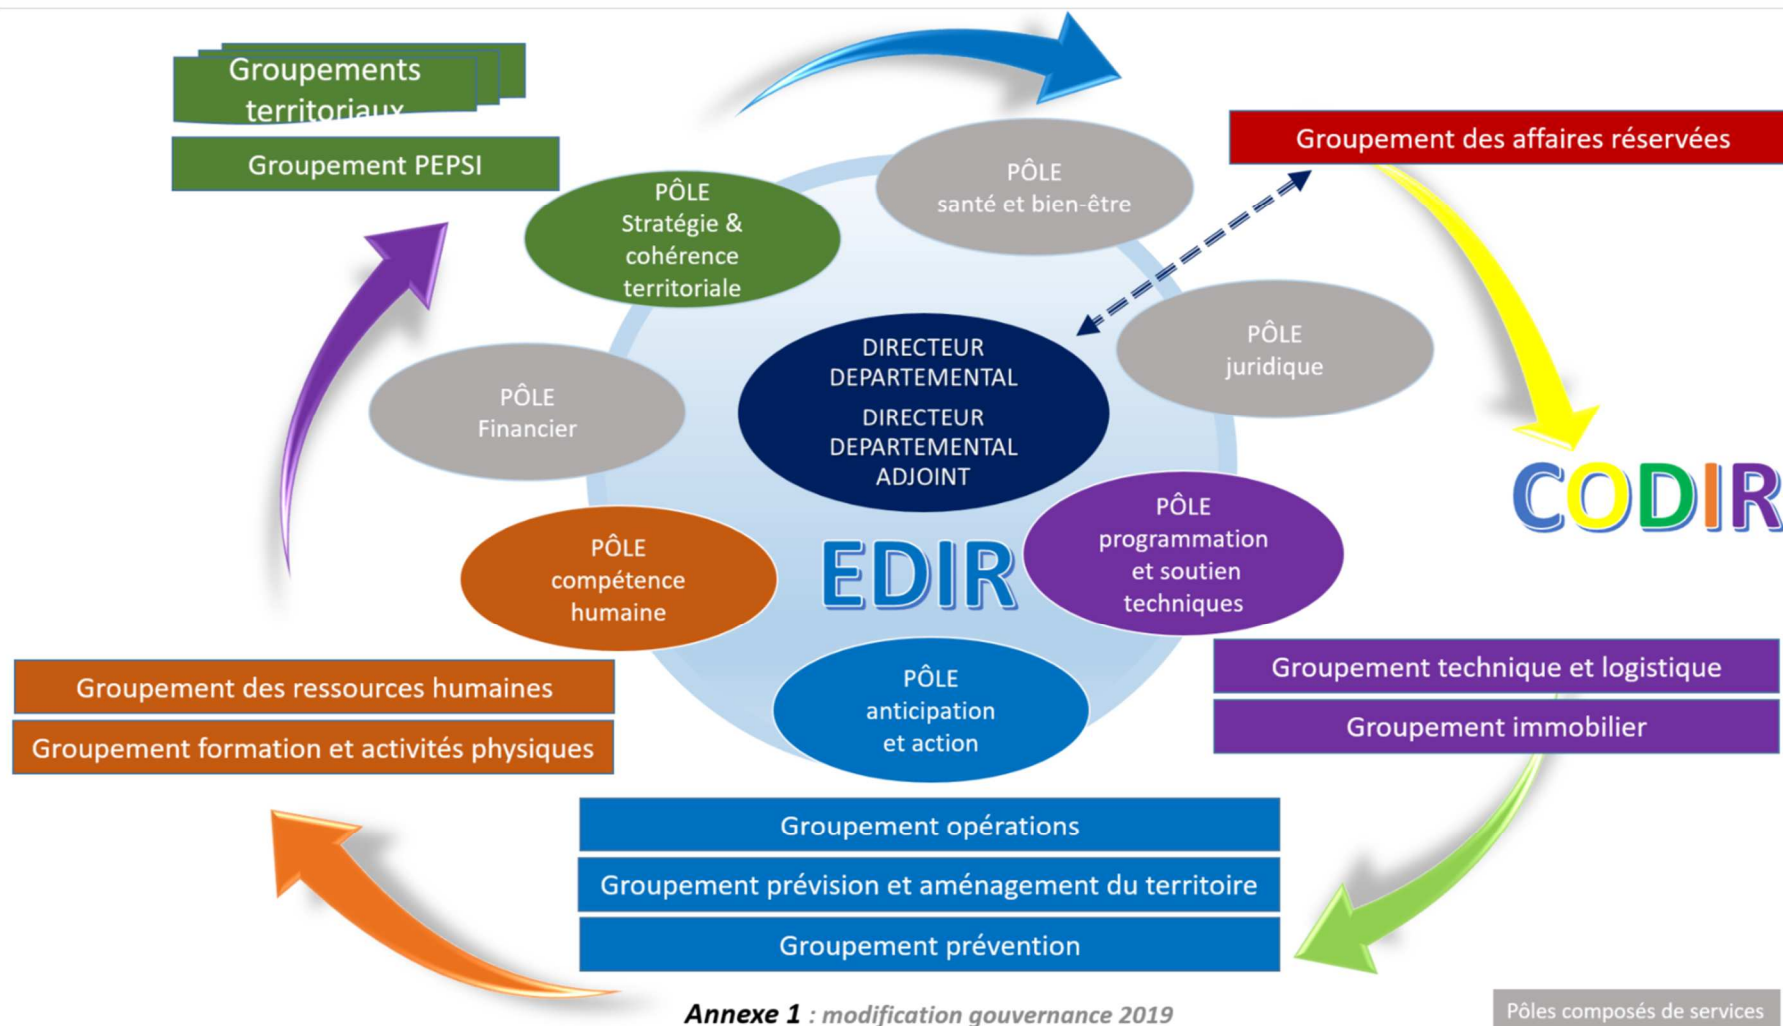 Groupements
territoriaux
Groupement PEPSI
Groupement des affaires réservées
PÔLE
santé et bien-être
PÔLE
Stratégie &
cohérence
territoriale
PÔLE
juridique
DIRECTEUR
DEPARTEMENTAL
DIRECTEUR
DEPARTEMENTAL
ADJOINT
PÔLE
Financier
CODIR
PÔLE
programmation
et soutien
techniques
EDIR
PÔLE
compétence
humaine
PÔLE
anticipation
et action
Groupement des ressources humaines
Groupement formation et activités physiques
Groupement technique et logistique
Groupement immobilier
Groupement opérations
Groupement prévision et aménagement du territoire
Groupement prévention
Annexe 1 : modification gouvernance 2019
Pôles composés de services